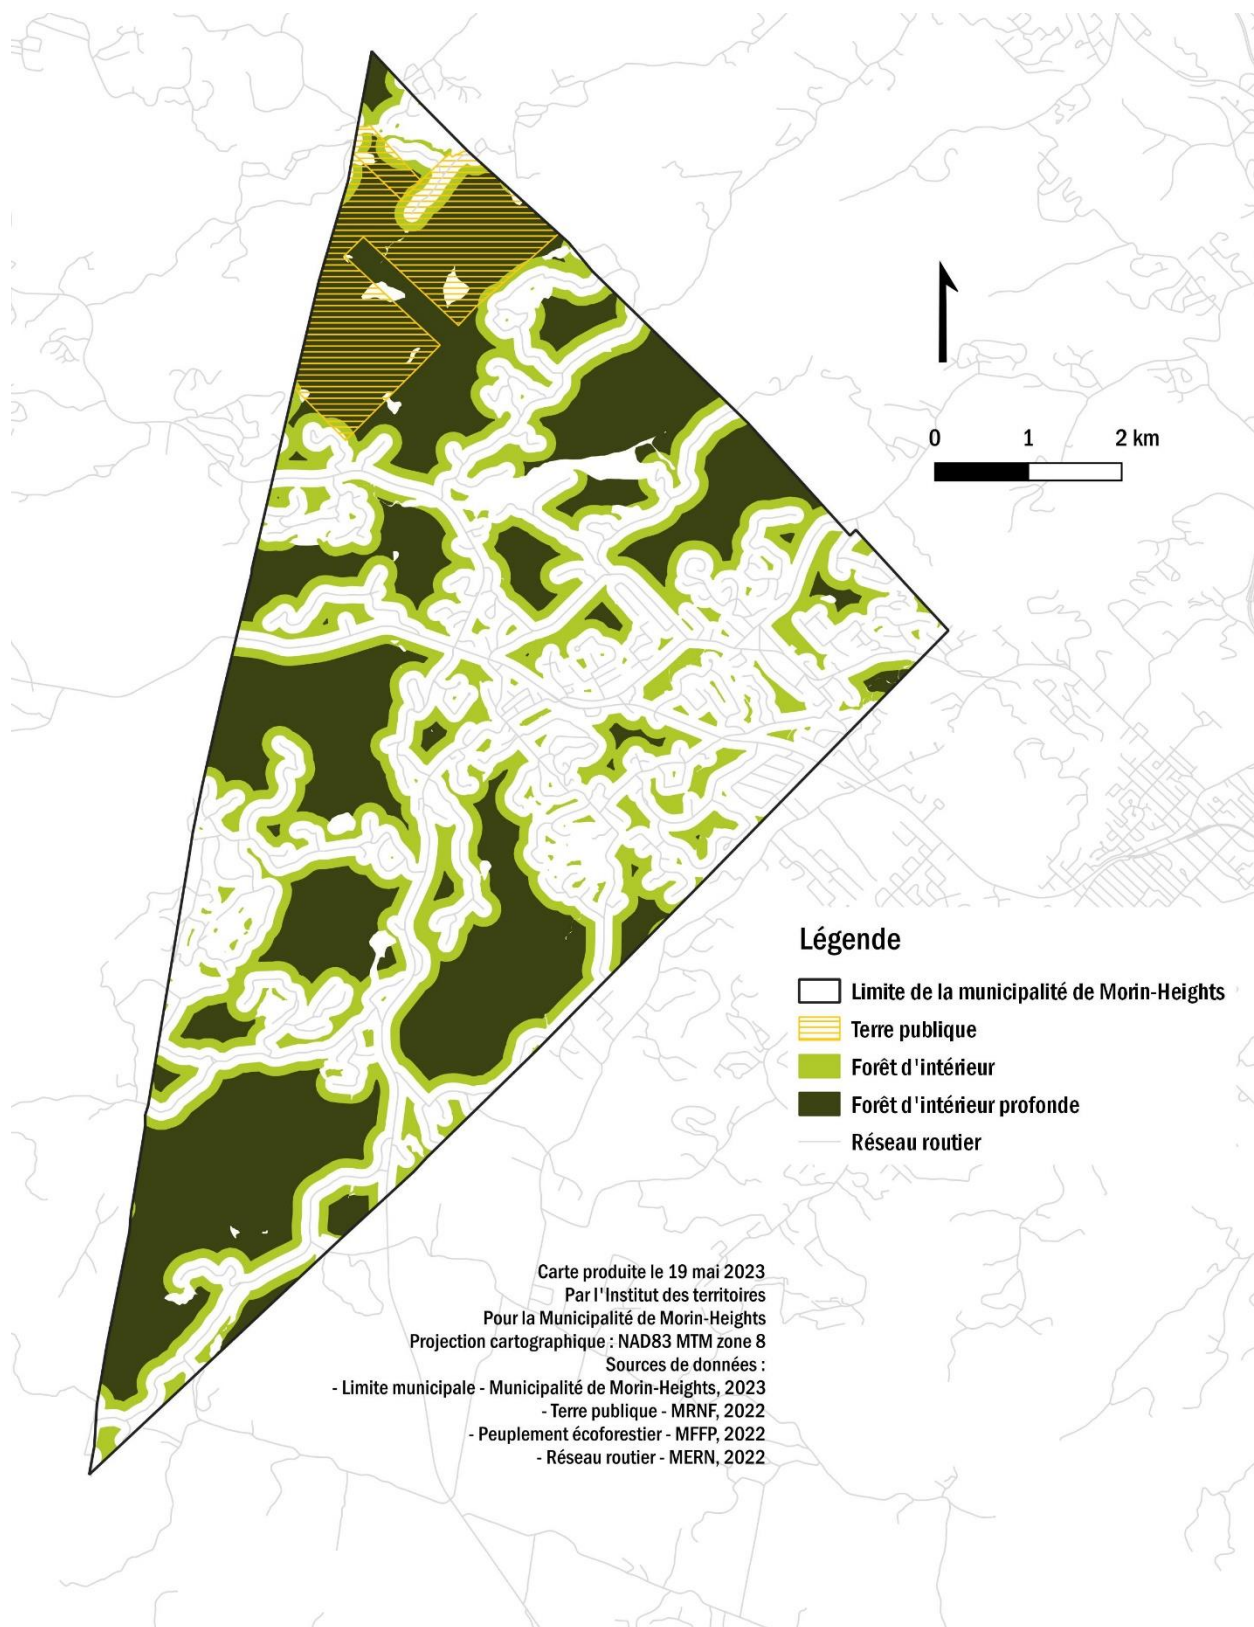 0 1 2 km
Légende
Limite de la municipalité de Morin-Heights
Terre publique
Forêt d'intérieur
Forêt d'intérieur profonde
Réseau routier
Carte produite le 19 mai 2023
Par l'Institut des territoires
Pour la Municipalité de Morin-Heights
Projection cartographique : NAD83 MTM zone 8
Sources de données :
- Limite municipale - Municipalité de Morin-Heights, 2023
- Terre publique - MRNF, 2022
- Peuplement écoforestier - MFFP, 2022
- Réseau routier - MERN, 2022